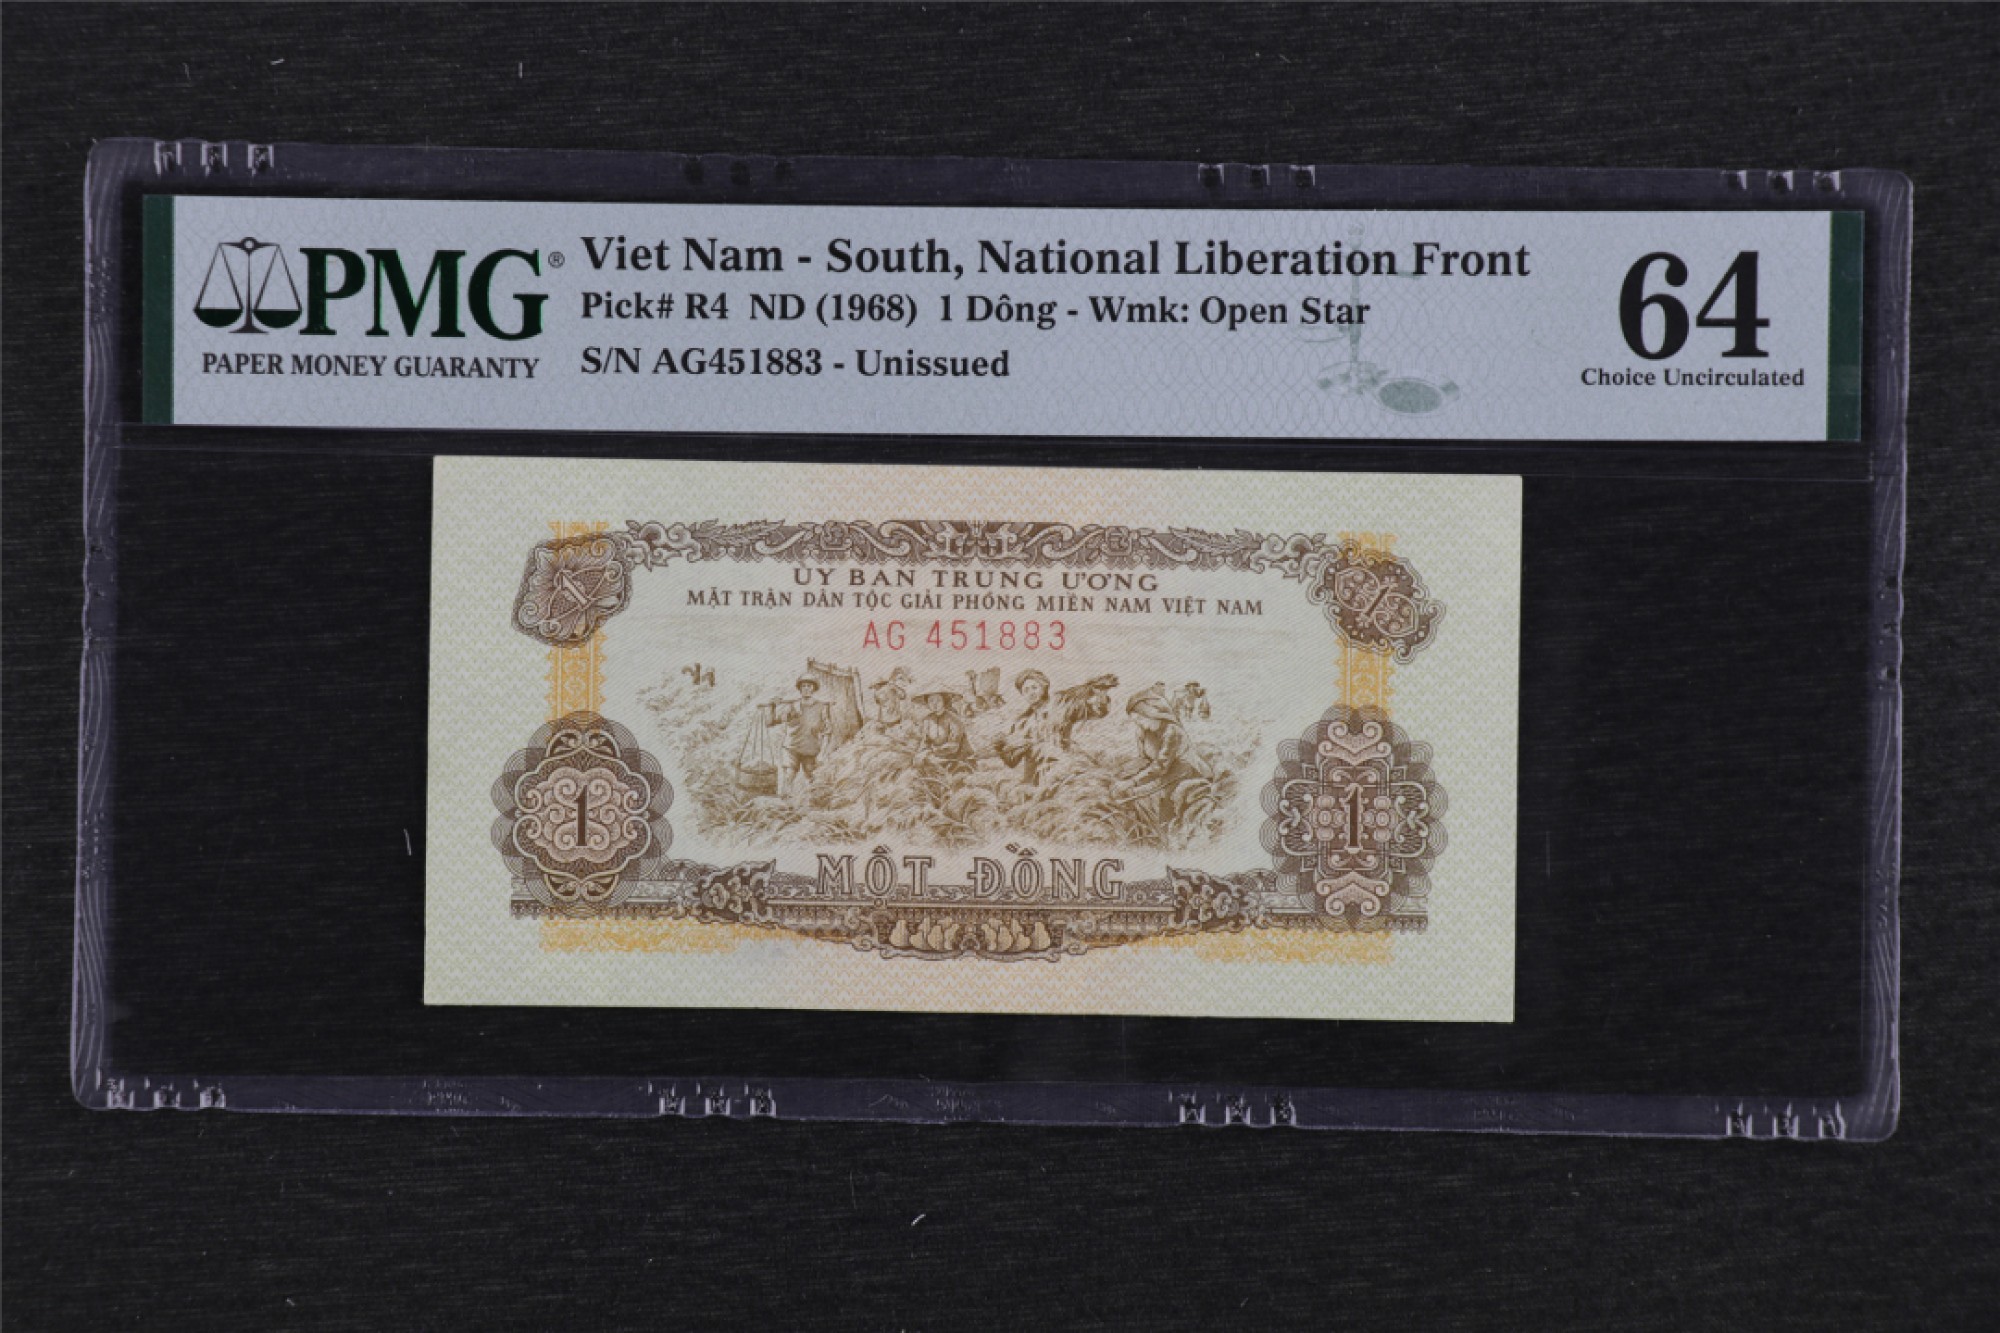 PMG®
PAPER MONEY GUARANTY
Viet Nam - South, National Liberation Front
Pick# R4 ND (1968) 1 Dông - Wmk: Open Star
S/N AG451883 - Unissued
64
Choice Uncirculated
1
1
ỦY BAN TRUNG ƯƠNG
MẶT TRẬN DÂN TỘC GIẢI PHÓNG MIỀN NAM VIỆT NAM
AG 451883
1
1
MỘT ĐỒNG